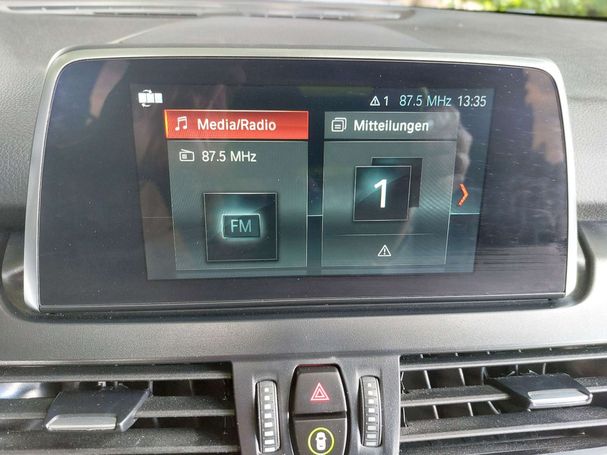 1 87.5 MHz 13:35
Media/Radio
87.5 MHz
FM
Mitteilungen
1